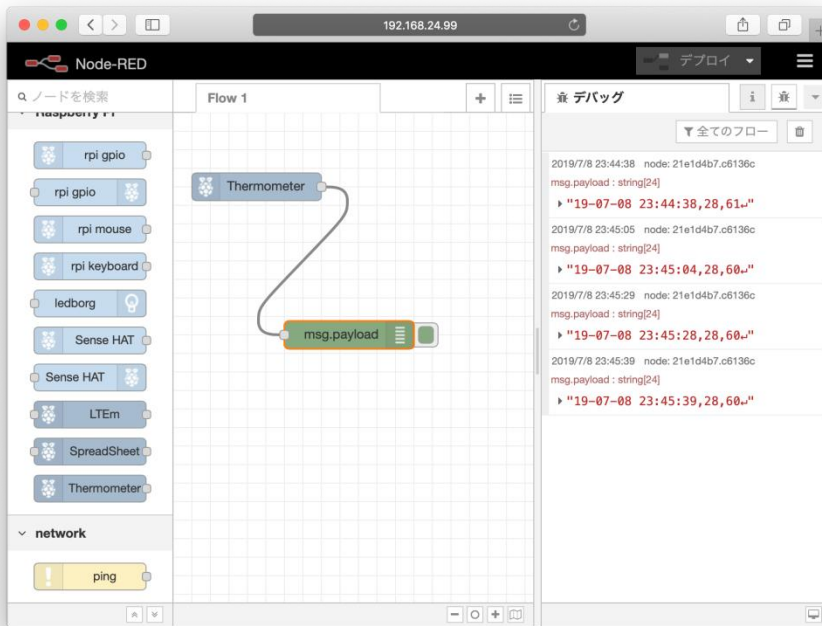 192.168.24.99
Node-RED
デプロイ
ノードを検索
Raspberry Pi
rpi gpio
rpi gpio
rpi mouse
rpi keyboard
ledborg
Sense HAT
Sense HAT
LTEm
SpreadSheet
Thermometer
network
ping
Flow 1
Thermometer
msg.payload
デバッグ
i
全てのフロー
2019/7/8 23:44:38 node: 21e1d4b7.c6136c
msg.payload : string[24]
"19-07-08 23:44:38,28,61↵"
2019/7/8 23:45:05 node: 21e1d4b7.c6136c
msg.payload : string[24]
"19-07-08 23:45:04,28,60↵"
2019/7/8 23:45:29 node: 21e1d4b7.c6136c
msg.payload : string[24]
"19-07-08 23:45:28,28,60↵"
2019/7/8 23:45:39 node: 21e1d4b7.c6136c
msg.payload : string[24]
"19-07-08 23:45:39,28,60↵"